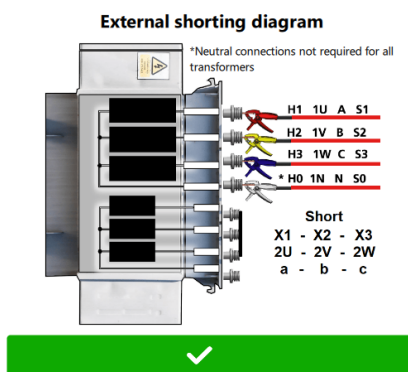 External shorting diagram
*Neutral connections not required for all
transformers
H1 1U A S1
H2 1V B S2
H3 1W C S3
* H0 1N N S0
Short
X1 - X2 - X3
2U - 2V - 2W
a - b - c